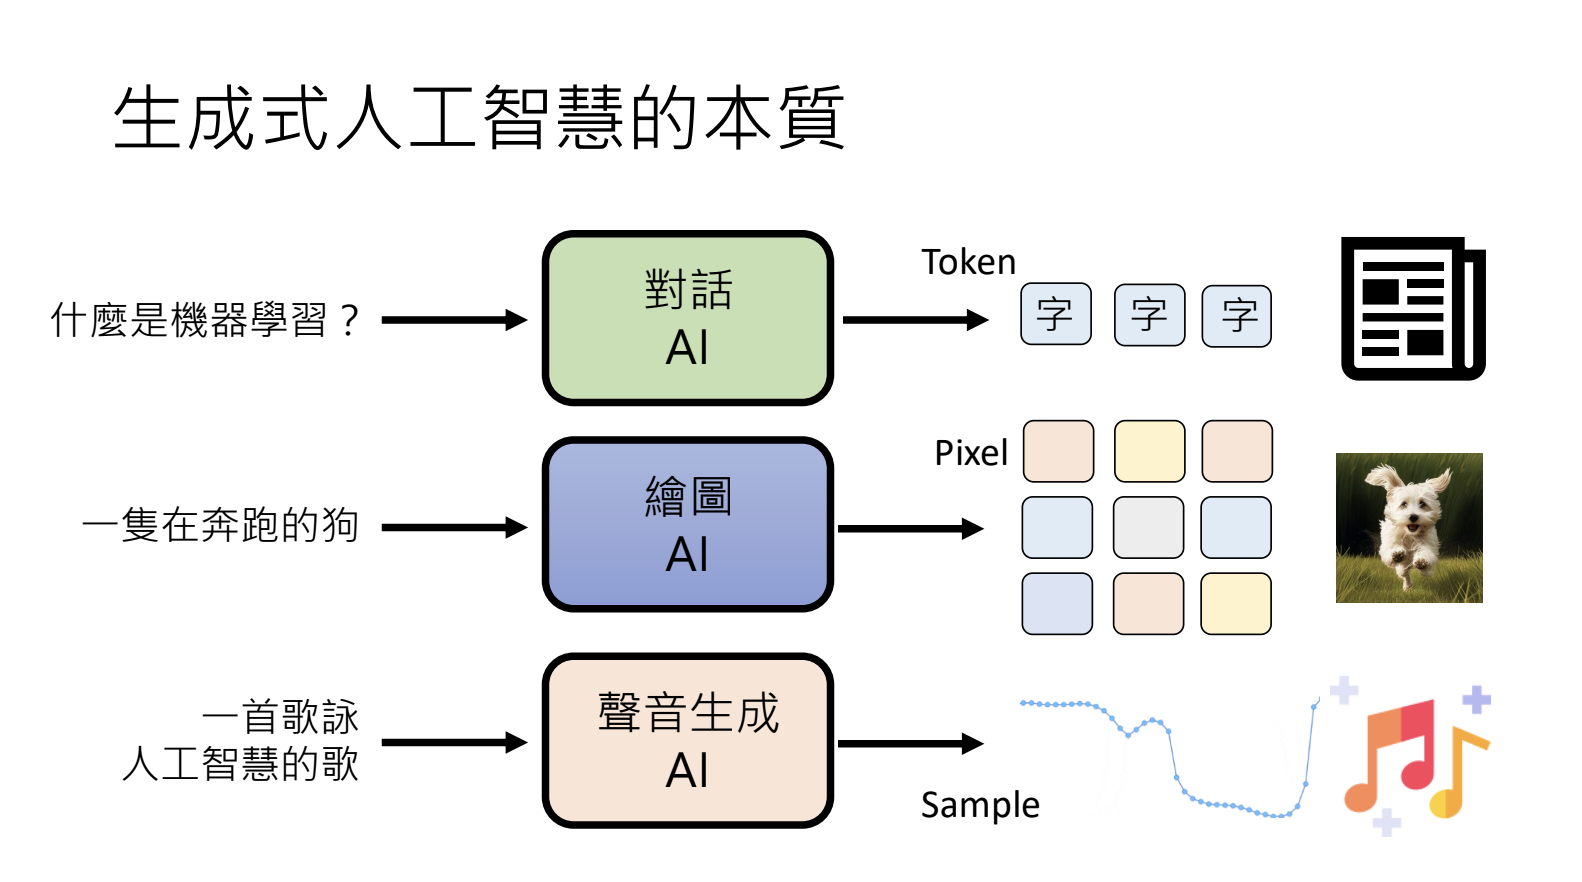 生成式人工智慧的本質
什麼是機器學習？
對話
AI
Token
字 字 字
一隻在奔跑的狗
繪圖
AI
Pixel
一首歌詠
人工智慧的歌
聲音生成
AI
Sample